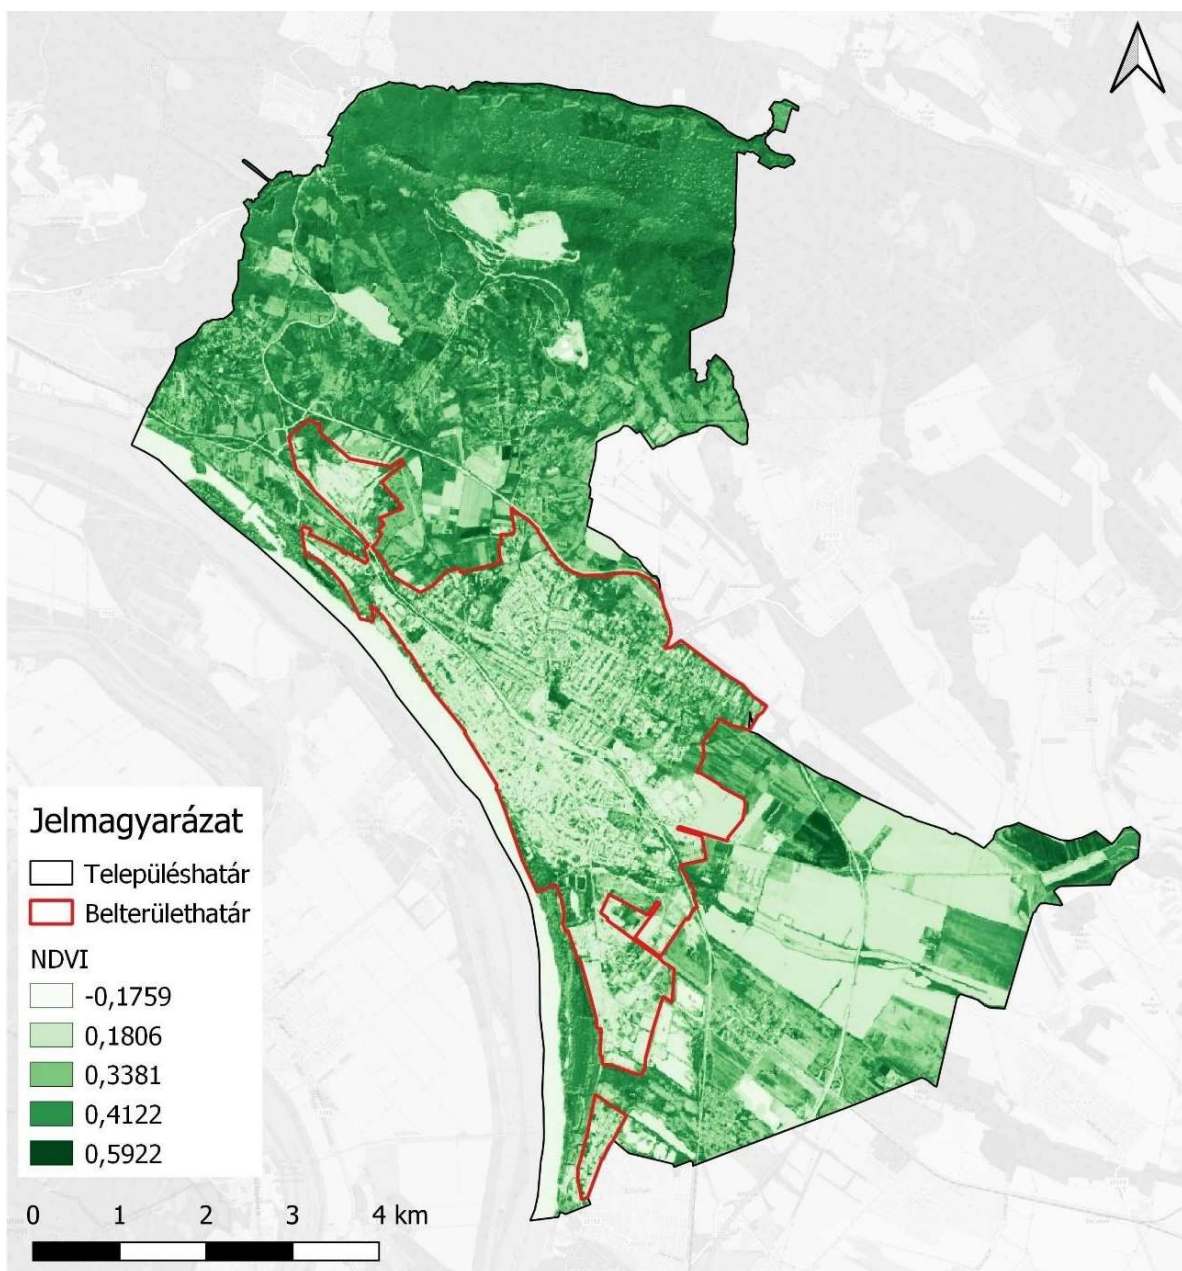 Jelmagyarázat
Településhatár
Belterülethatár
NDVI
-0,1759
0,1806
0,3381
0,4122
0,5922
0 1 2 3 4 km